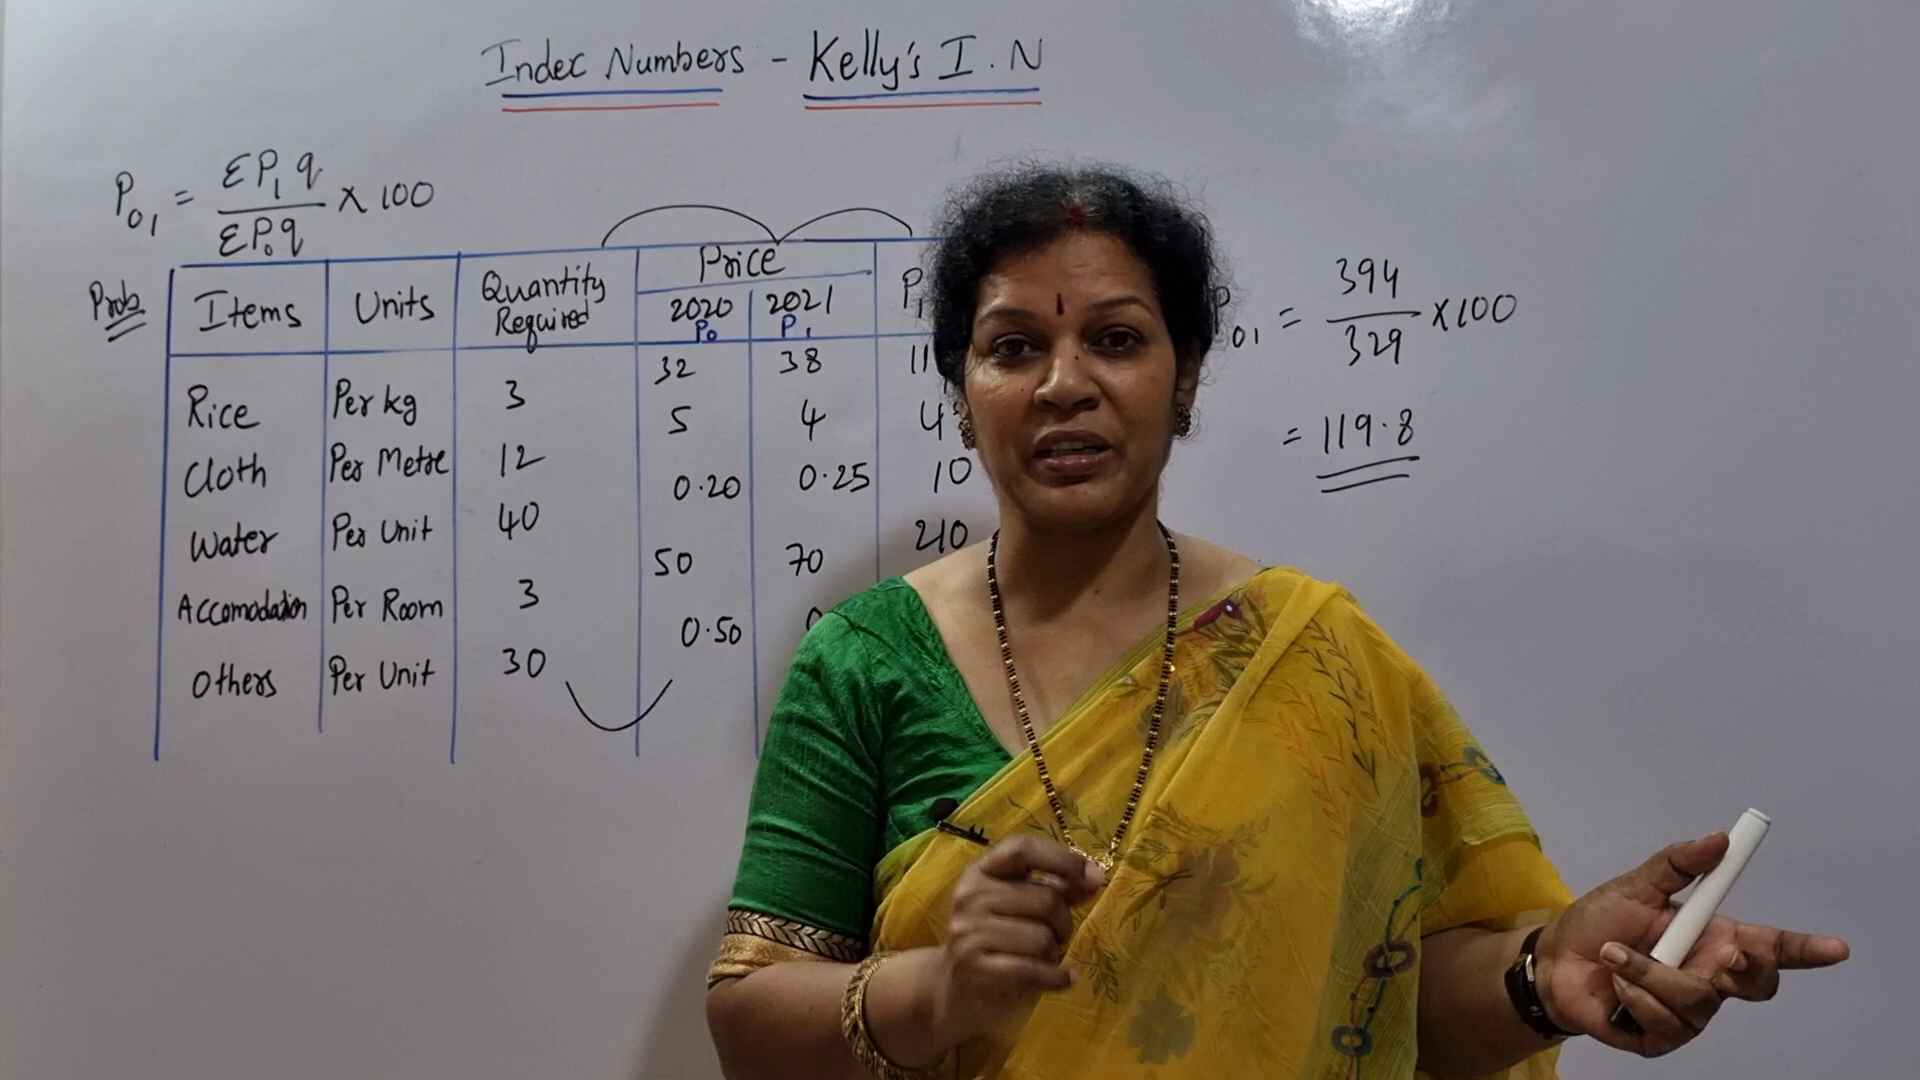 Index Numbers - Kelly's I.N
P01 = ΣP1q / ΣP0q × 100
Prob
Items Units Quantity Required Price
2020 P0 2021 P1
Rice Per kg 3 32 38
Cloth Per Metre 12 5 4
Water Per Unit 40 0.20 0.25 10
Accomodation Per Room 3 50 70 210
Others Per Unit 30 0.50
P01 = 394 / 329 ×100
= 119.8